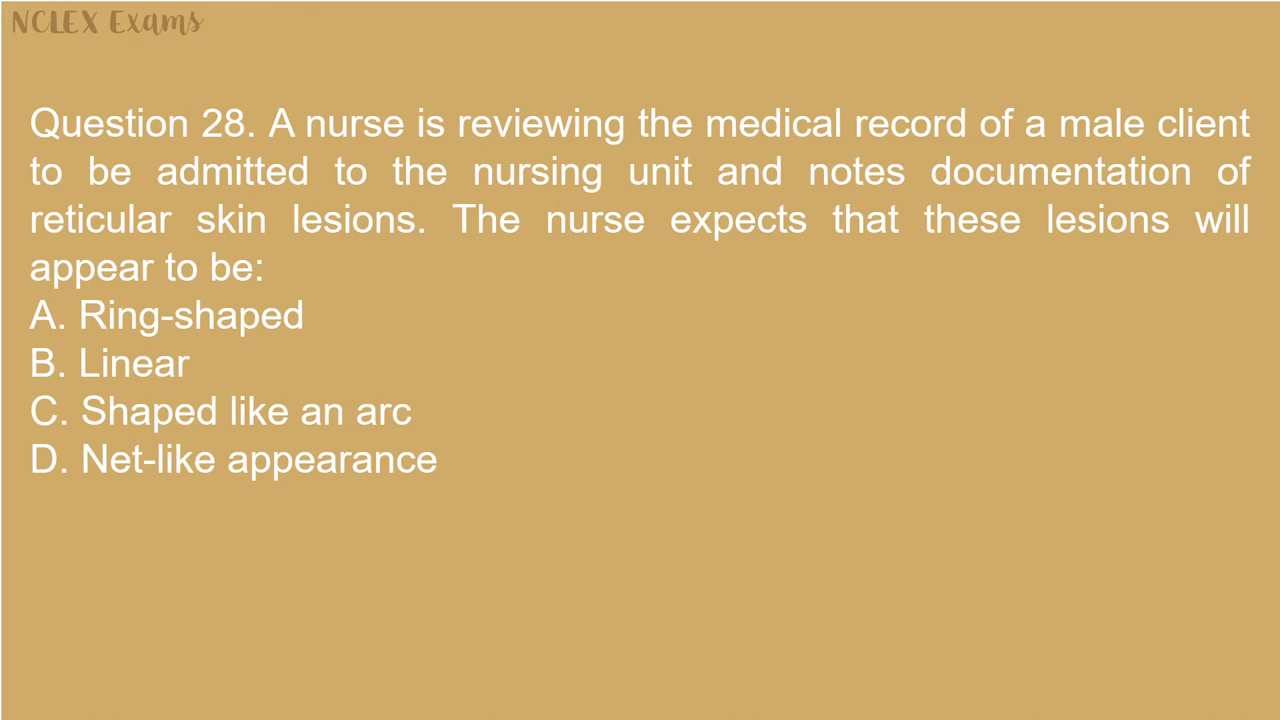 NCLEX Exams
Question 28. A nurse is reviewing the medical record of a male client
to be admitted to the nursing unit and notes documentation of
reticular skin lesions. The nurse expects that these lesions will
appear to be:
A. Ring-shaped
B. Linear
C. Shaped like an arc
D. Net-like appearance